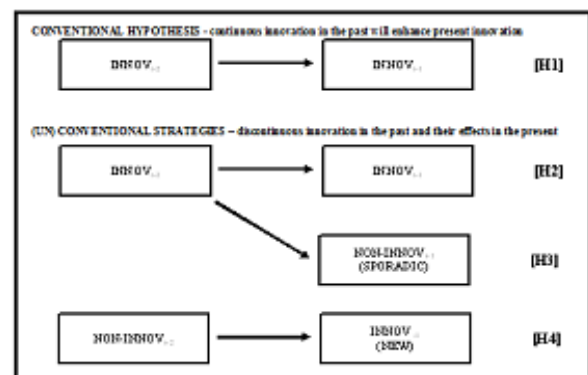 CONVENTIONAL HYPOTHESIS - continuous innovation in the past will enhance present innovation
INNOV INNOV [H1]
(UN) CONVENTIONAL STRATEGIES – discontinuous innovation in the past and their effects in the present
INNOV INNOV [H2]
NON-INNOV
(SPORADIC) [H3]
NON-INNOV INNOV
(NEW) [H4]